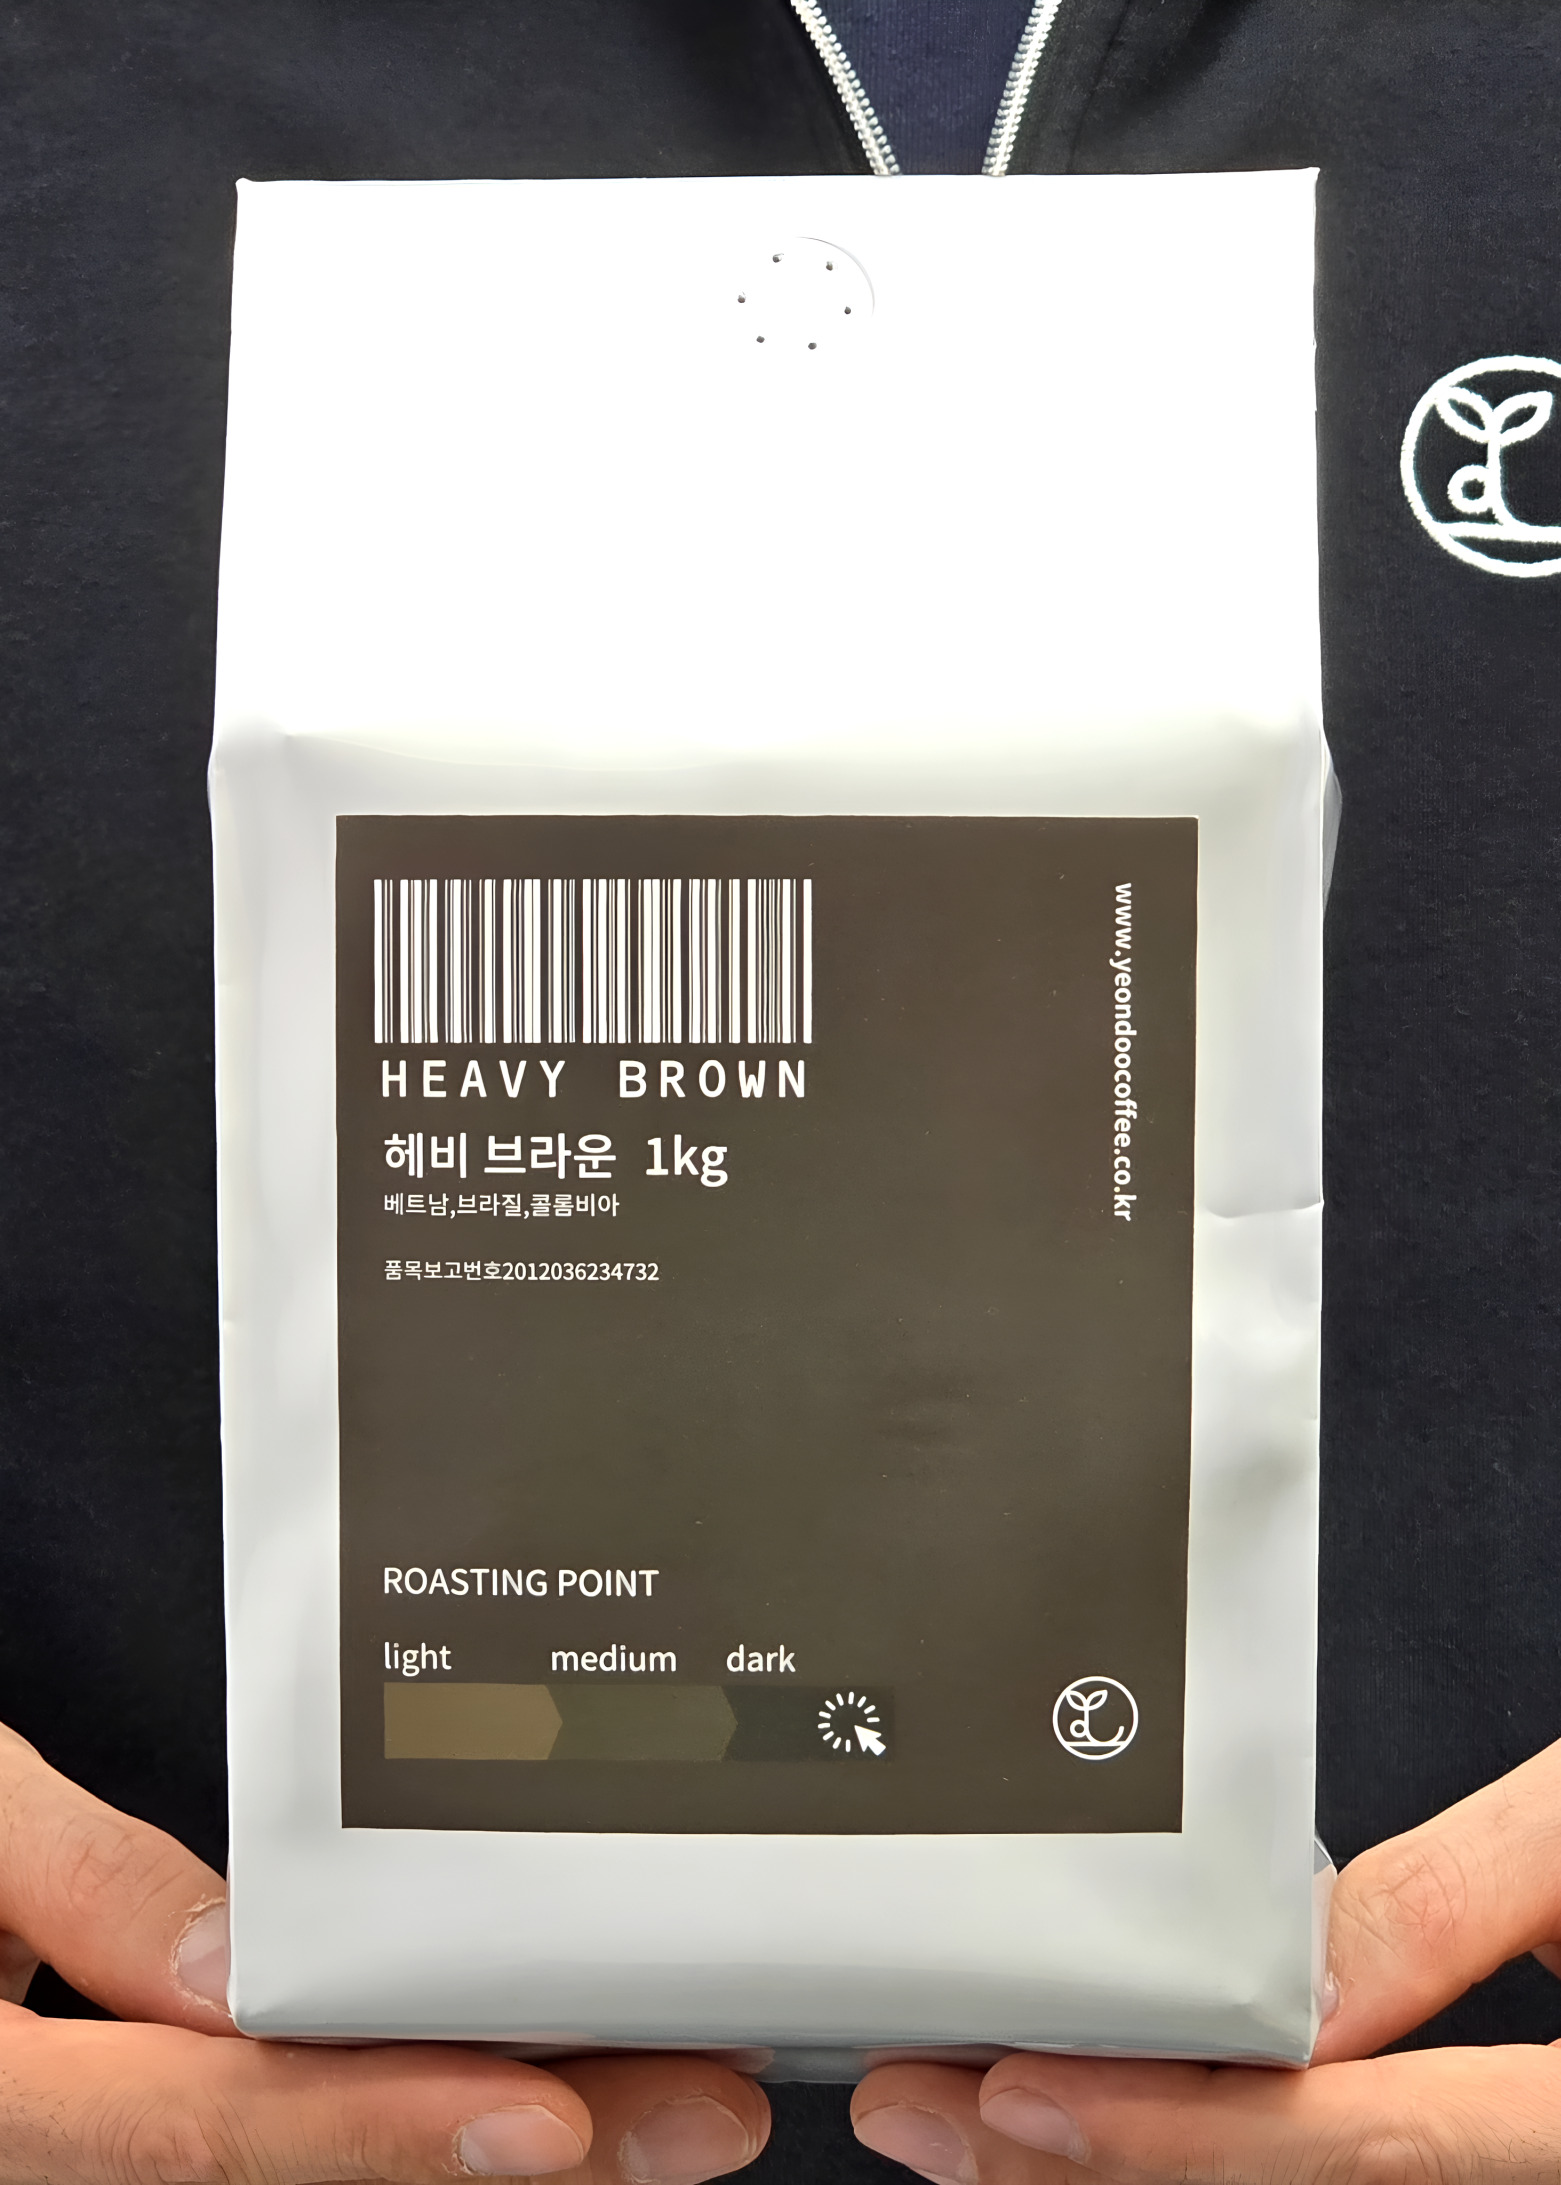 HEAVY BROWN
헤비 브라운 1kg
베트남,브라질,콜롬비아
품목보고번호2012036234732
www.yeondoocoffee.co.kr
ROASTING POINT
light medium dark